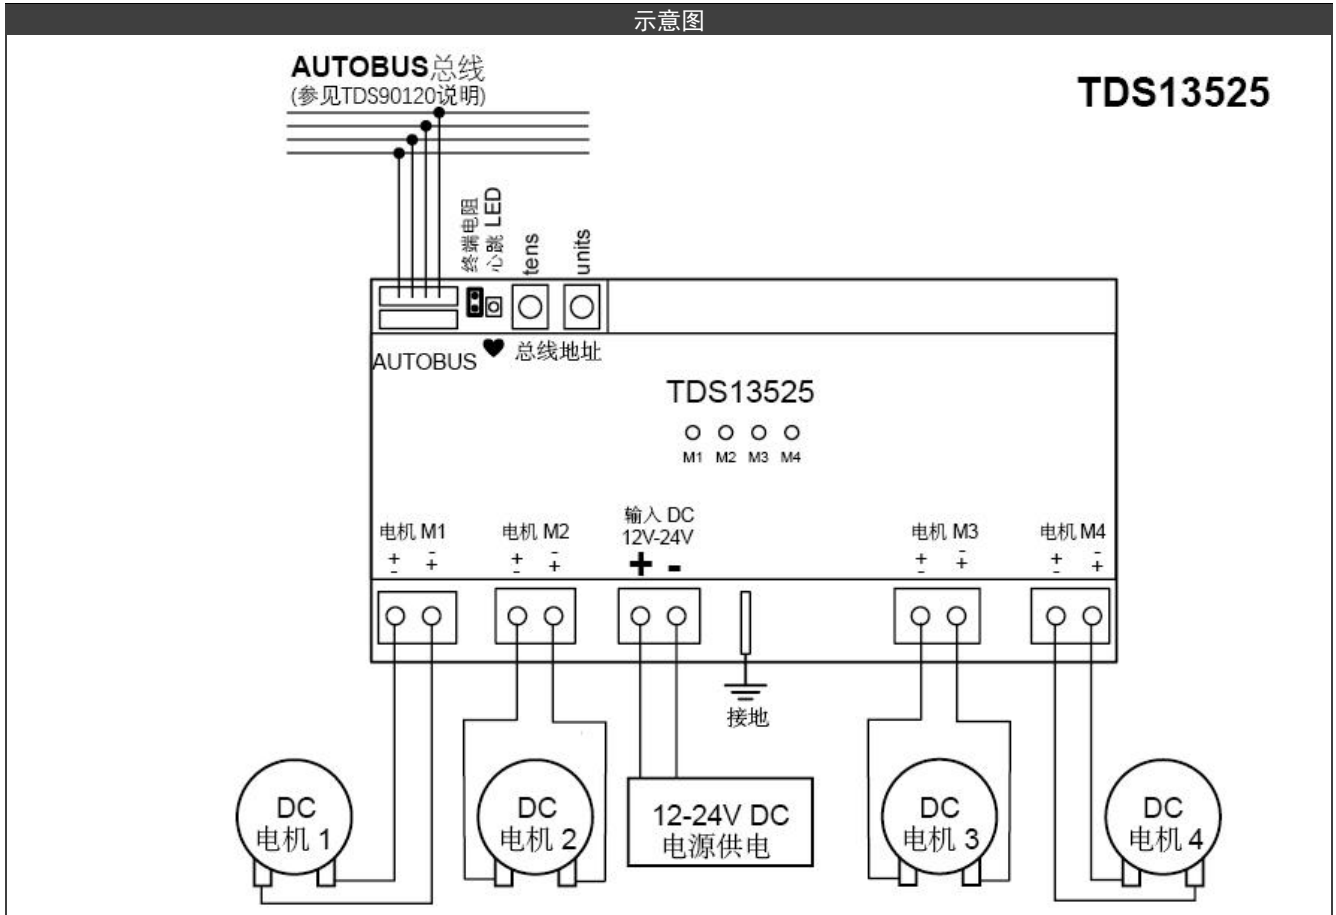 示意图
AUTOBUS总线
(参见TDS90120说明)
TDS13525
终端电阻
心跳 LED
tens
units
AUTOBUS
总线地址
TDS13525
M1 M2 M3 M4
电机 M1
电机 M2
输入 DC
12V-24V
电机 M3
电机 M4
+ -
- +
+ -
- +
+ -
+ -
- +
+ -
- +
接地
DC
电机 1
DC
电机 2
12-24V DC
电源供电
DC
电机 3
DC
电机 4